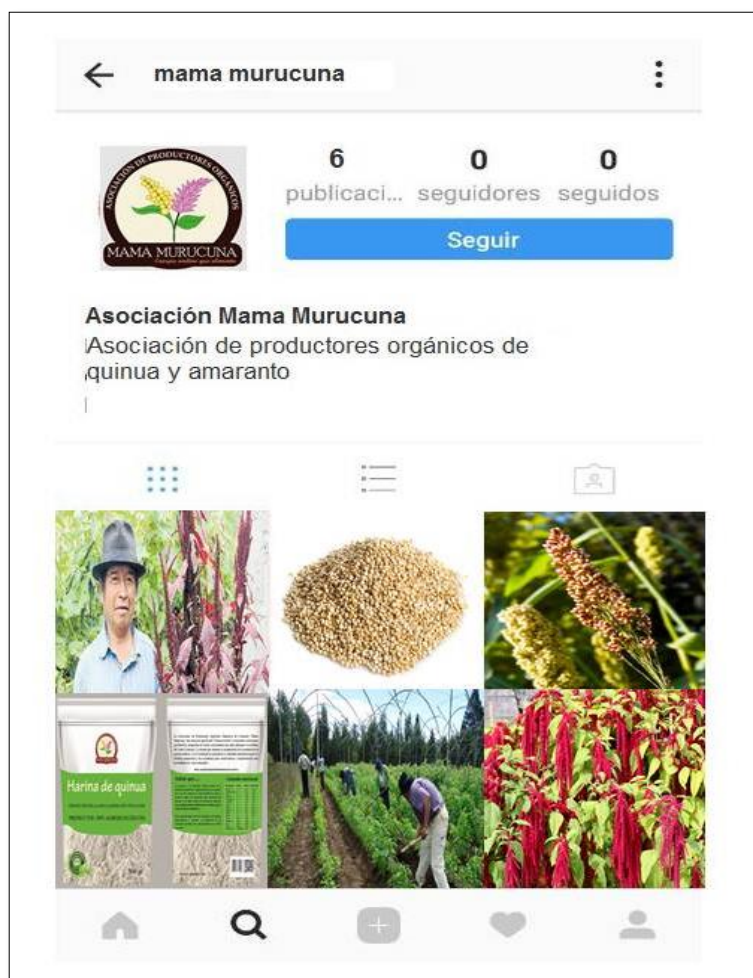 mama murucuna
6 0 0
publicaci... seguidores seguidos
Seguir
ASOCIACIÓN DE PRODUCTORES ORGÁNICOS
MAMA MURUCUNA
Asociación Mama Murucuna
Asociación de productores orgánicos de
quinua y amaranto
Harina de quinua